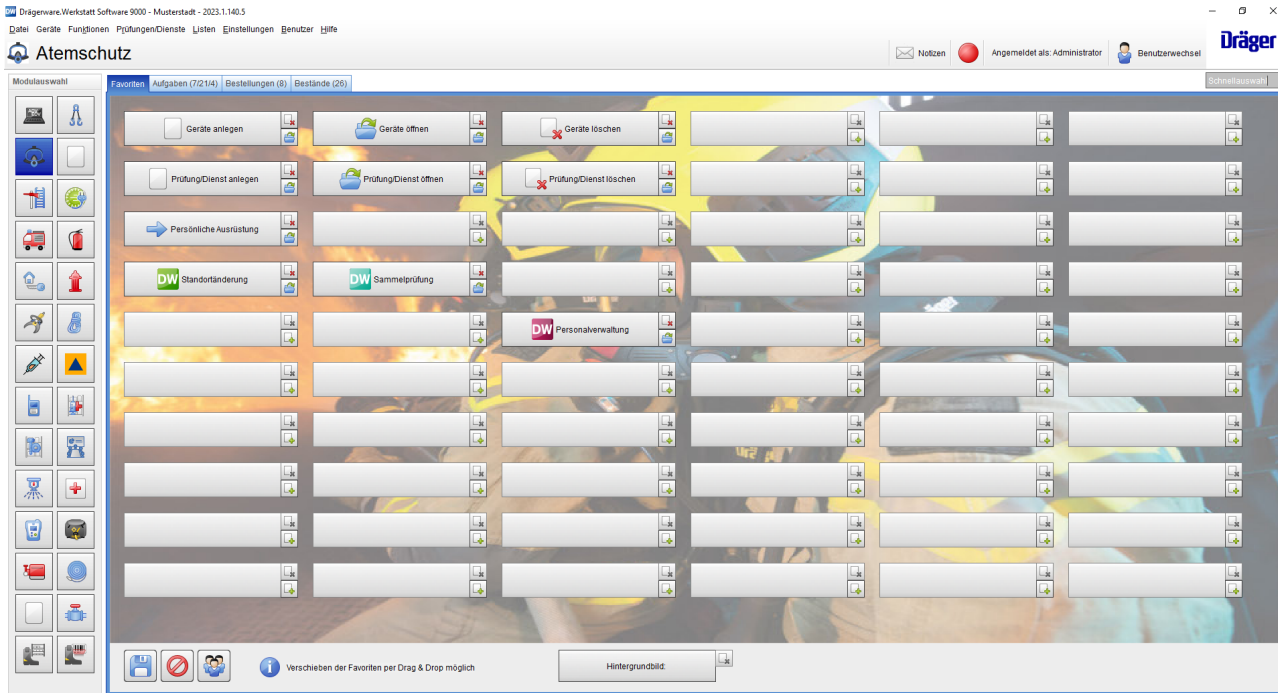 DW Drägerware.Werkstatt Software 9000 - Musterstadt - 2023.1.140.5
Datei Geräte Funktionen Prüfungen/Dienste Listen Einstellungen Benutzer Hilfe
Atemschutz
Notizen
Angemeldet als: Administrator
Benutzerwechsel
Dräger
Modulauswahl
Favoriten Aufgaben (7/21/4) Bestellungen (8) Bestände (26)
Schnellauswahl
Geräte anlegen
Geräte öffnen
Geräte löschen
Prüfung/Dienst anlegen
Prüfung/Dienst öffnen
Prüfung/Dienst löschen
Persönliche Ausrüstung
DW Standortänderung
DW Sammelprüfung
DW Personalverwaltung
Verschieben der Favoriten per Drag & Drop möglich
Hintergrundbild: